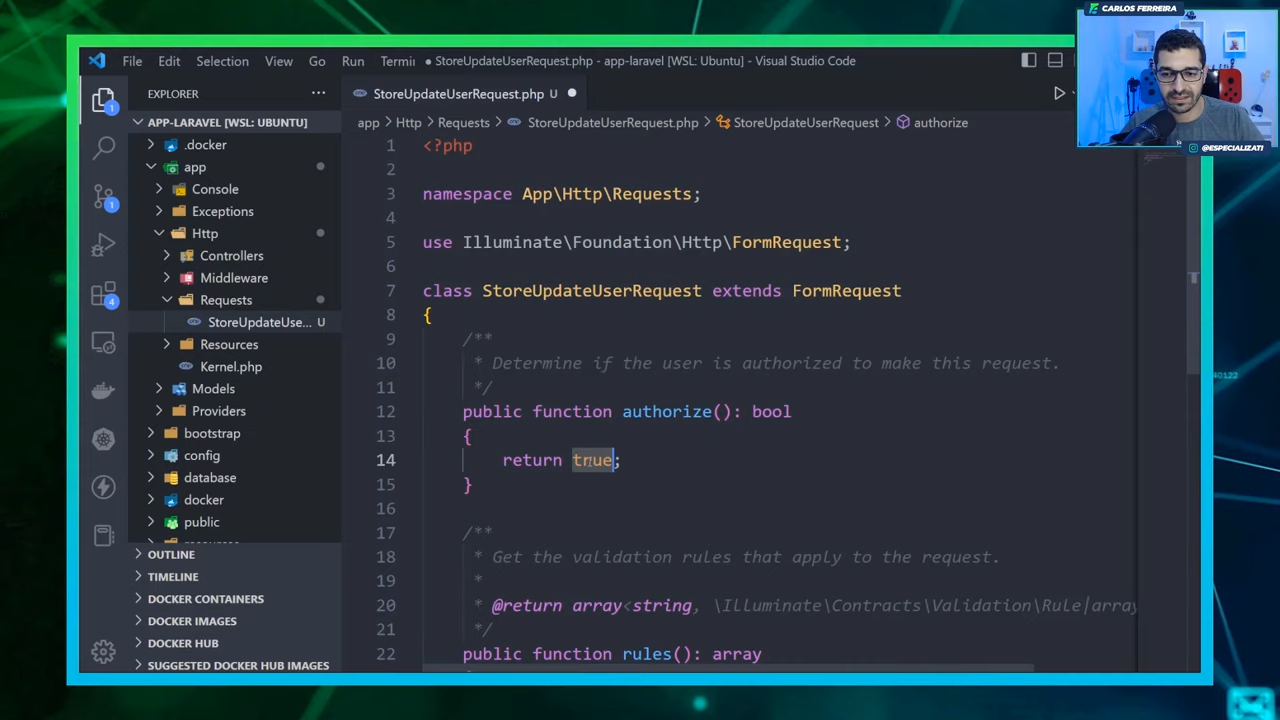 CARLOS FERREIRA
@ESPECIALIZATI
File Edit Selection View Go Run Termii
● StoreUpdateUserRequest.php - app-laravel [WSL: Ubuntu] - Visual Studio Code
EXPLORER
APP-LARAVEL [WSL: UBUNTU]
.docker
app
Console
Exceptions
Http
Controllers
Middleware
Requests
StoreUpdateUse... U
Resources
Kernel.php
Models
Providers
bootstrap
config
database
docker
public
OUTLINE
TIMELINE
DOCKER CONTAINERS
DOCKER IMAGES
DOCKER HUB
SUGGESTED DOCKER HUB IMAGES
1
1
4
StoreUpdateUserRequest.php U ●
app > Http > Requests > StoreUpdateUserRequest.php > StoreUpdateUserRequest > authorize
1 <?php
2
3 namespace App\Http\Requests;
4
5 use Illuminate\Foundation\Http\FormRequest;
6
7 class StoreUpdateUserRequest extends FormRequest
8 {
9 /**
10 * Determine if the user is authorized to make this request.
11 */
12 public function authorize(): bool
13 {
14 return true;
15 }
16
17 /**
18 * Get the validation rules that apply to the request.
19 *
20 * @return array<string, \Illuminate\Contracts\Validation\Rule|array
21 */
22 public function rules(): array
40122